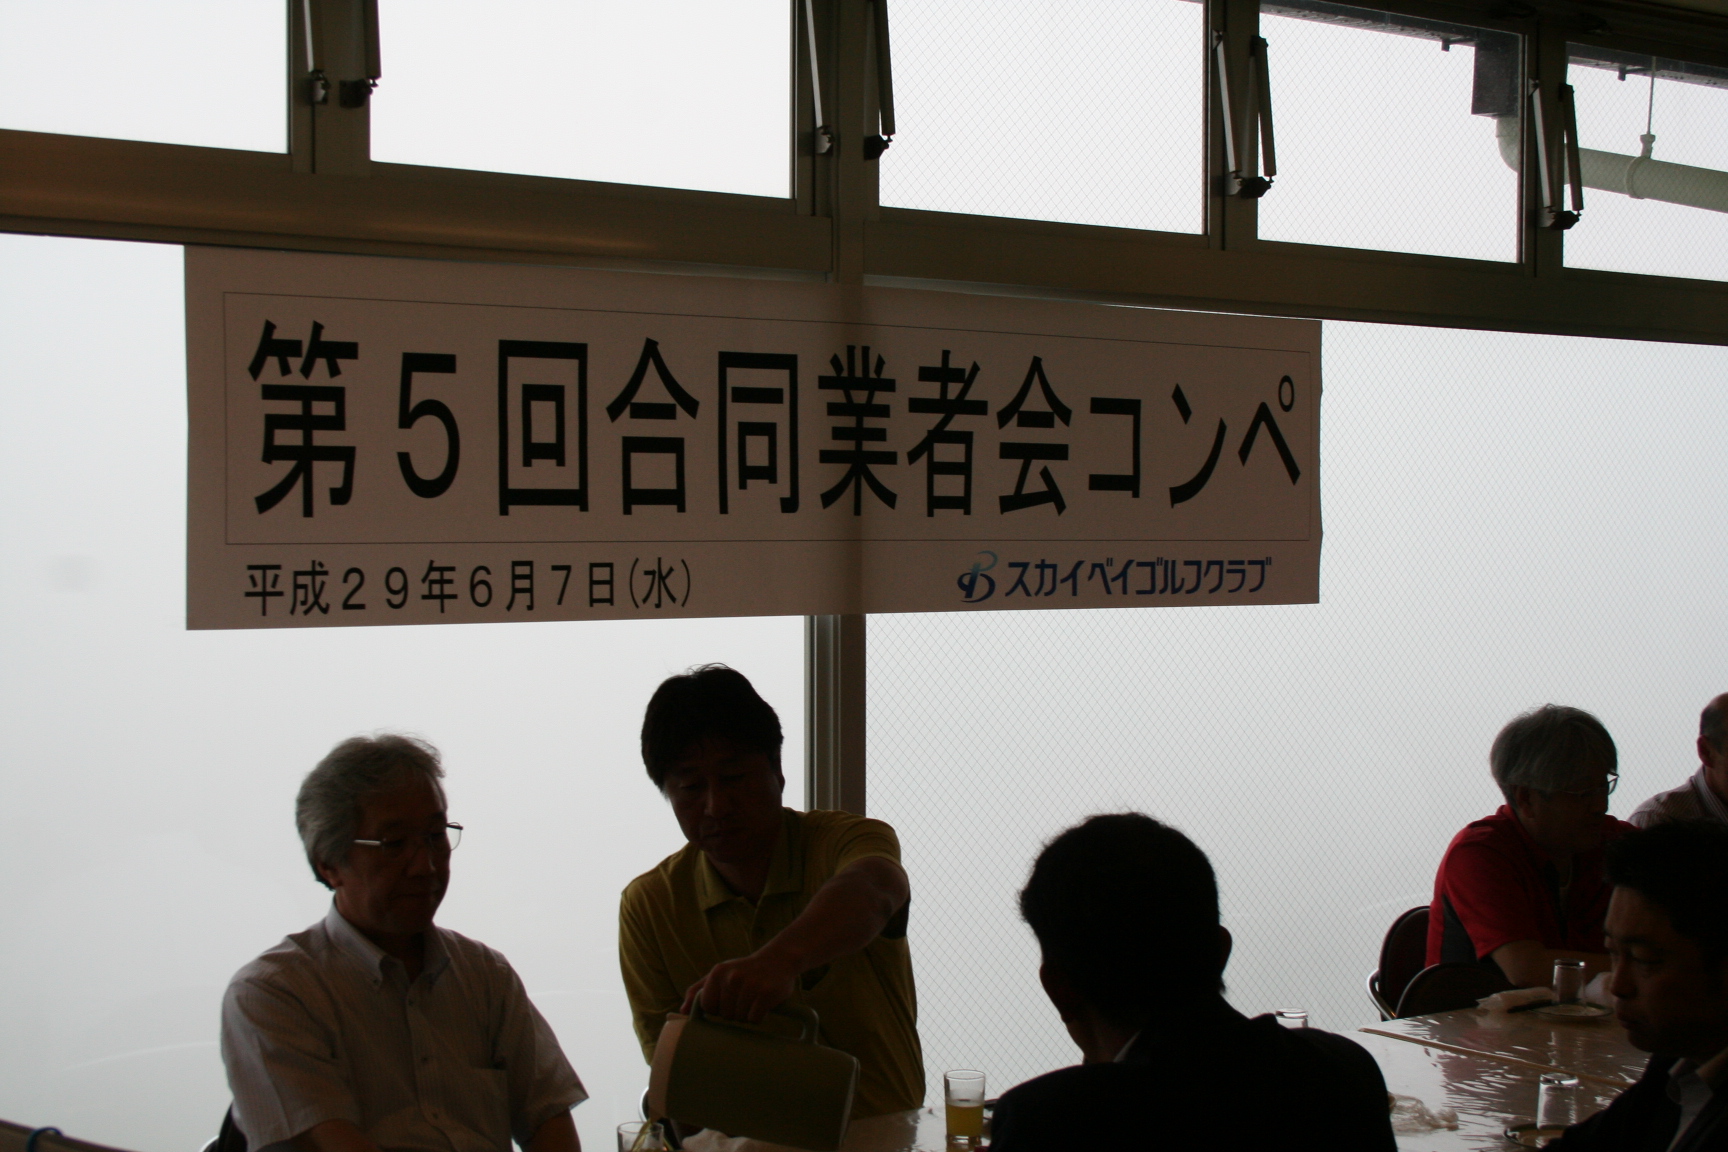 第５回合同業者会コンペ
平成２９年６月７日(水)
スカイベイゴルフクラブ